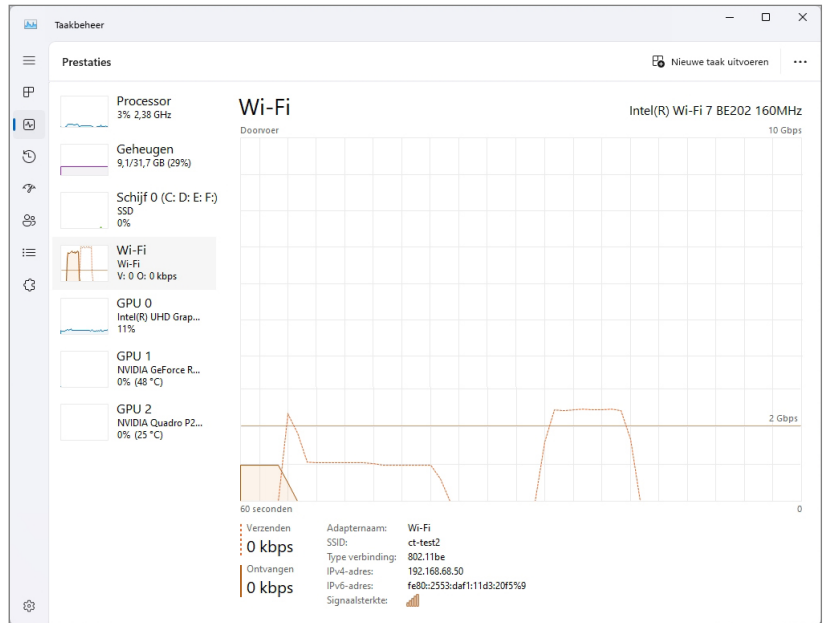 Taakbeheer
Prestaties
Nieuwe taak uitvoeren
Processor
3% 2,38 GHz
Geheugen
9,1/31,7 GB (29%)
Schijf 0 (C: D: E: F:)
SSD
0%
Wi-Fi
Wi-Fi
V: 0 O: 0 kbps
GPU 0
Intel(R) UHD Grap...
11%
GPU 1
NVIDIA GeForce R...
0% (48 °C)
GPU 2
NVIDIA Quadro P2...
0% (25 °C)
Wi-Fi
Intel(R) Wi-Fi 7 BE202 160MHz
Doorvoer
10 Gbps
2 Gbps
60 seconden
0
Verzenden
0 kbps
Ontvangen
0 kbps
Adapternaam: Wi-Fi
SSID: ct-test2
Type verbinding: 802.11be
IPv4-adres: 192.168.68.50
IPv6-adres: fe80::2553:daf1:11d3:20f5%9
Signaalsterkte: